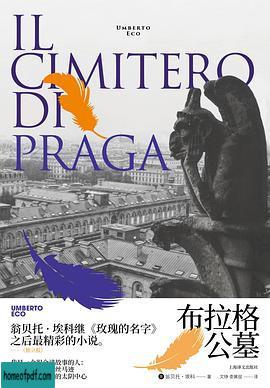 UMBERTO
ECO
IL
CIMITERO
DI
PRAGA
UMBERTO
ECO
翁贝托·埃科继《玫瑰的名字》
之后最精彩的小说。
布拉格
公墓
上海译文出版社
homeofpdf.com